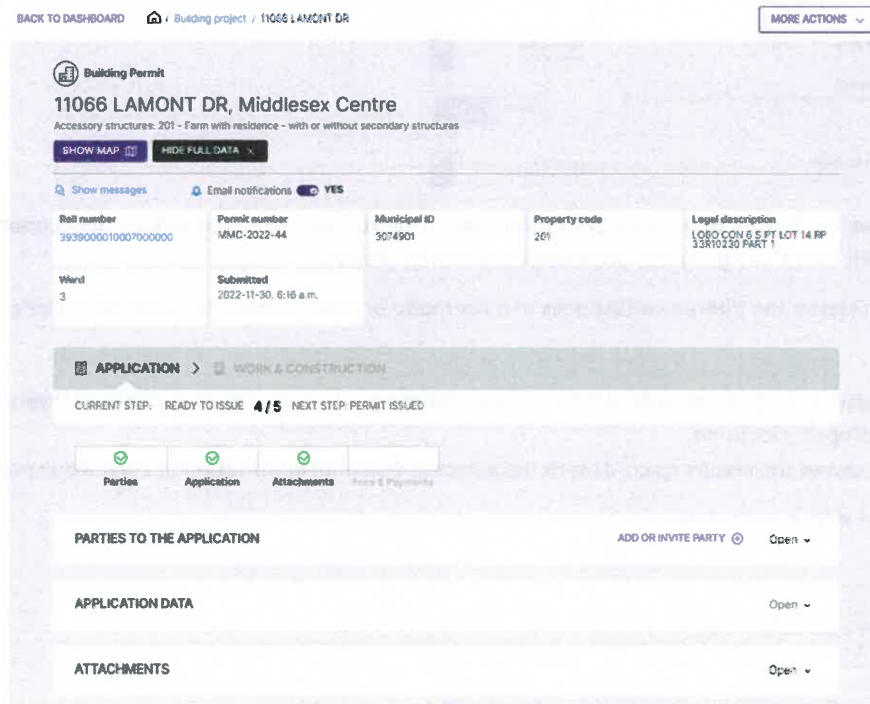 BACK TO DASHBOARD / Building project / 11066 LAMONT DR MORE ACTIONS
Building Permit
11066 LAMONT DR, Middlesex Centre
Accessory structures: 201 - Farm with residence - with or without secondary structures
SHOW MAP HIDE FULL DATA ×
Show messages Email notifications YES
Roll number Permit number Municipal ID Property code Legal description
3939000010007000000 MMC-2022-44 3074901 201 LOBO CON 6 S PT LOT 14 RP
33R10230 PART 1
Ward Submitted
3 2022-11-30, 6:16 a.m.
APPLICATION > WORK & CONSTRUCTION
CURRENT STEP: READY TO ISSUE 4/5 NEXT STEP: PERMIT ISSUED
Parties Application Attachments Fees & Payments
PARTIES TO THE APPLICATION ADD OR INVITE PARTY Open
APPLICATION DATA Open
ATTACHMENTS Open